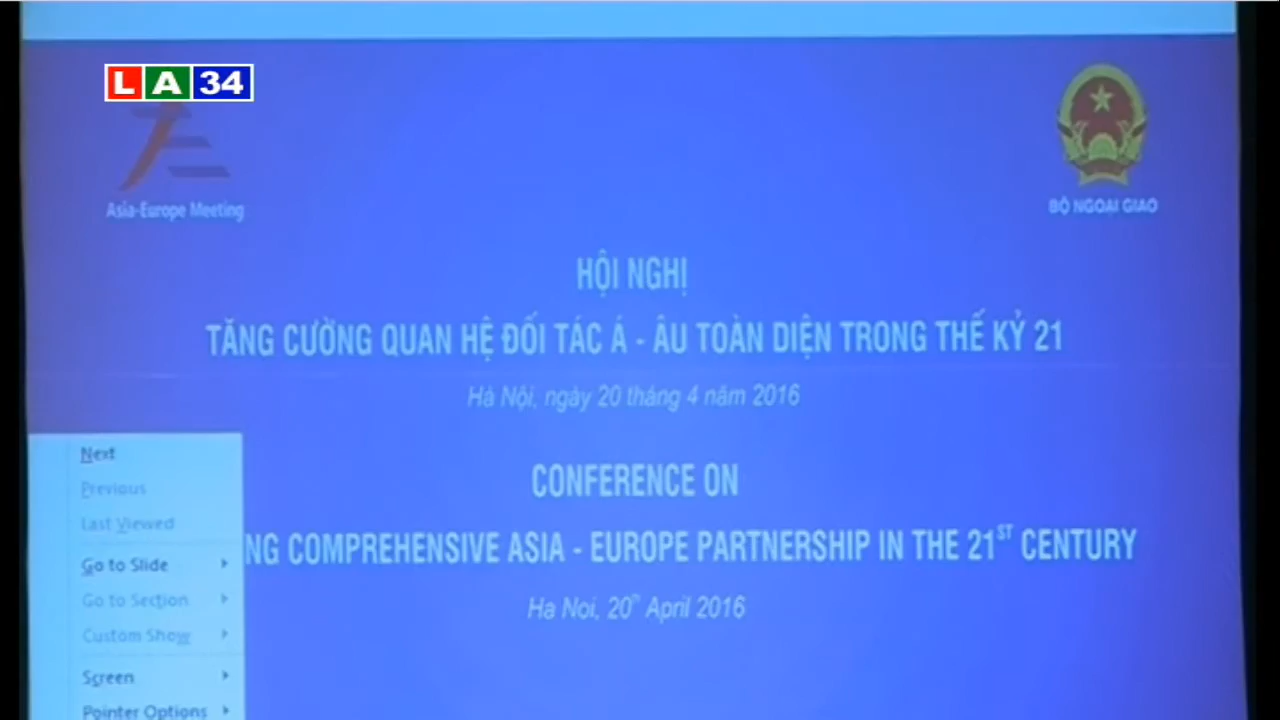 LA34
Asia-Europe Meeting
BỘ NGOẠI GIAO
HỘI NGHỊ
TĂNG CƯỜNG QUAN HỆ ĐỐI TÁC Á - ÂU TOÀN DIỆN TRONG THẾ KỶ 21
Hà Nội, ngày 20 tháng 4 năm 2016
CONFERENCE ON
NG COMPREHENSIVE ASIA - EUROPE PARTNERSHIP IN THE 21ST CENTURY
Ha Noi, 20th April 2016
Next
Previous
Last Viewed
Go to Slide
Go to Section
Custom Show
Screen
Pointer Options